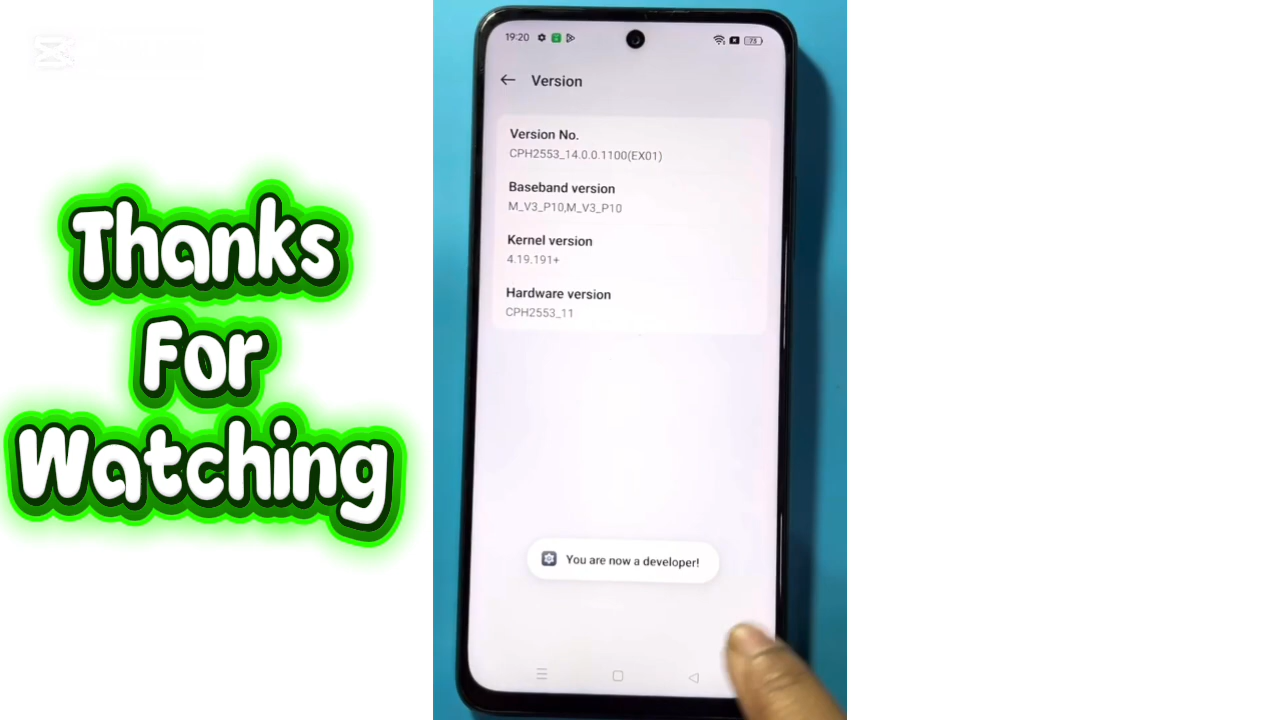 Thanks
For
Watching
19:20
73
Version
Version No.
CPH2553_14.0.0.1100(EX01)
Baseband version
M_V3_P10,M_V3_P10
Kernel version
4.19.191+
Hardware version
CPH2553_11
You are now a developer!